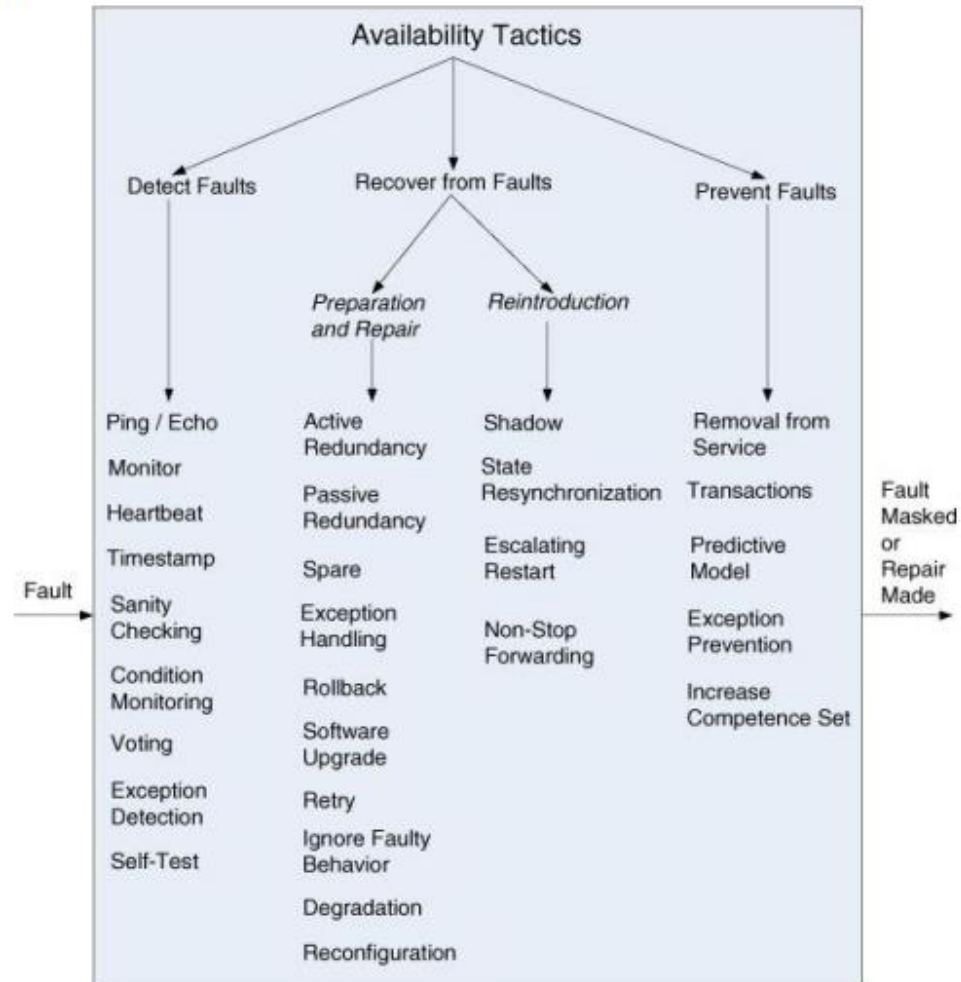 Availability Tactics
Detect Faults
Recover from Faults
Prevent Faults
Preparation
and Repair
Reintroduction
Fault
Ping / Echo
Monitor
Heartbeat
Timestamp
Sanity
Checking
Condition
Monitoring
Voting
Exception
Detection
Self-Test
Active
Redundancy
Passive
Redundancy
Spare
Exception
Handling
Rollback
Software
Upgrade
Retry
Ignore Faulty
Behavior
Degradation
Reconfiguration
Shadow
State
Resynchronization
Escalating
Restart
Non-Stop
Forwarding
Removal from
Service
Transactions
Predictive
Model
Exception
Prevention
Increase
Competence Set
Fault
Masked
or
Repair
Made